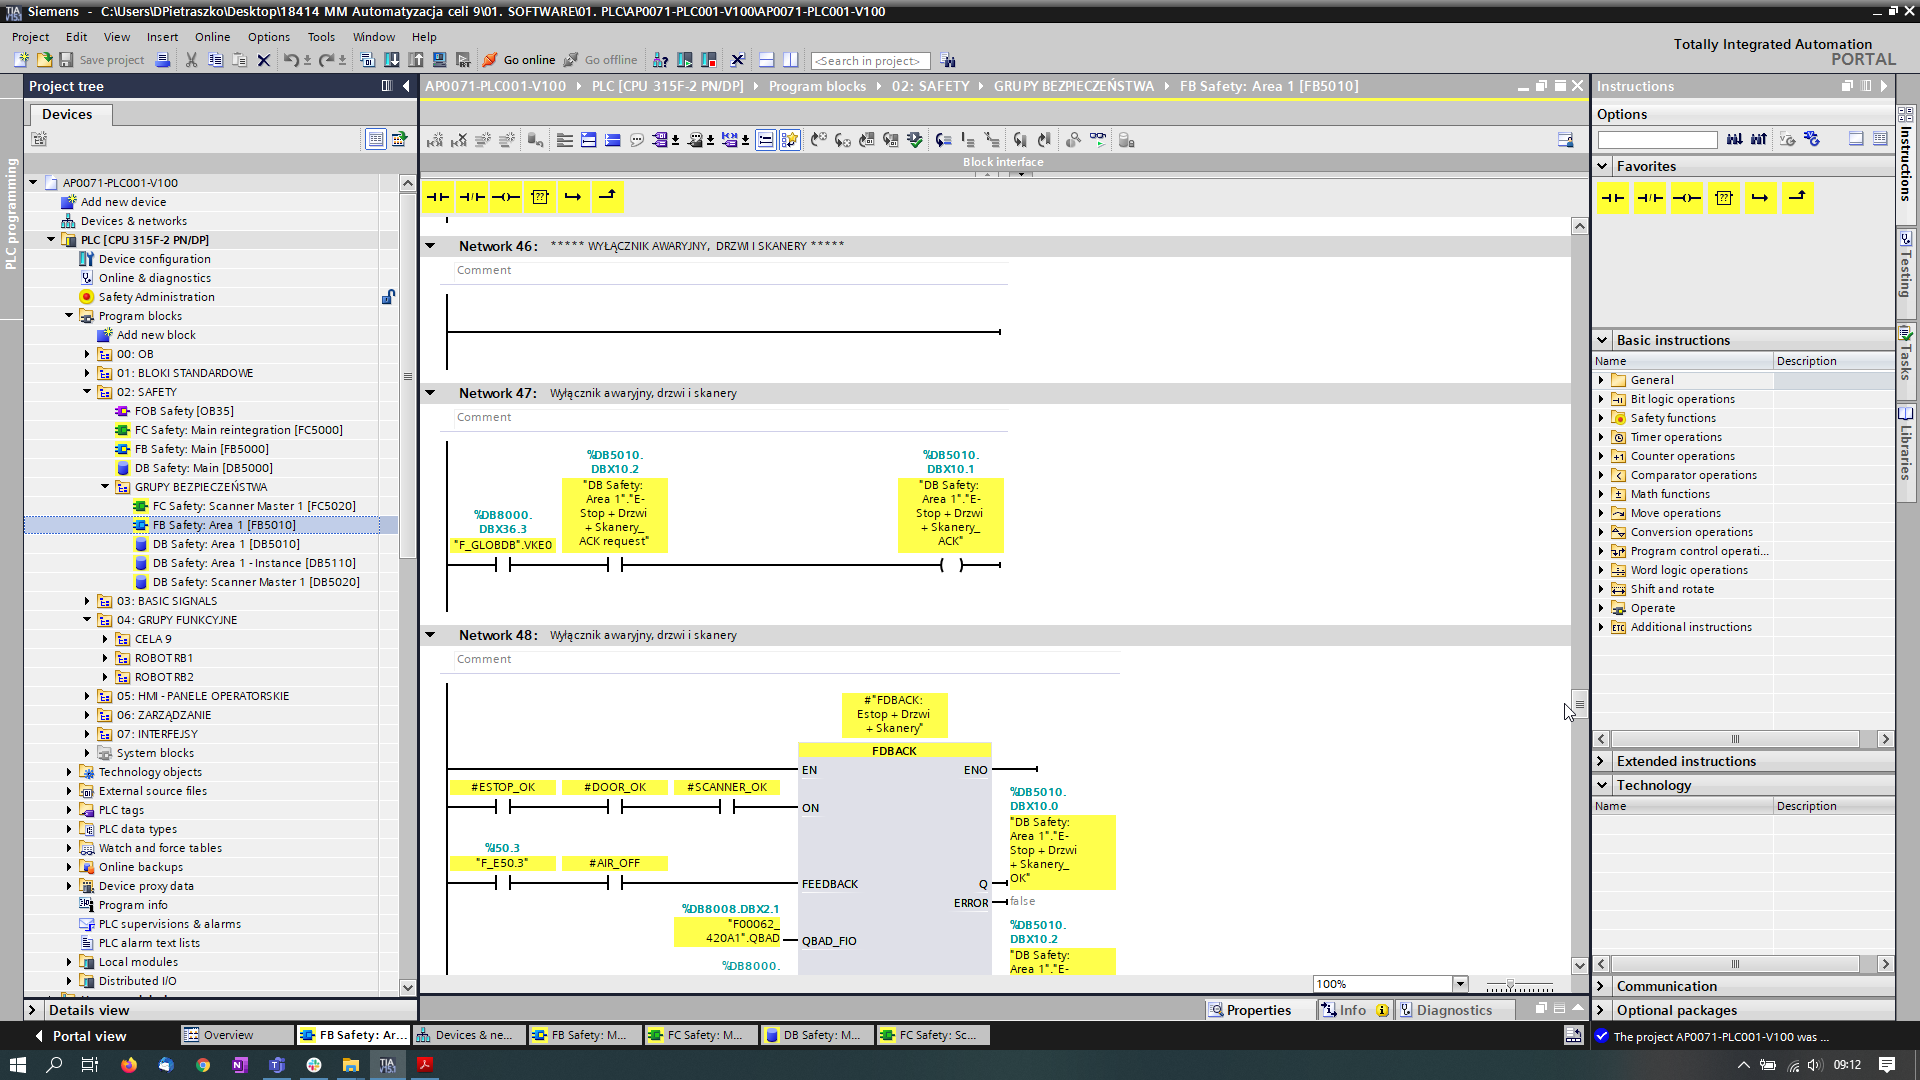 Siemens - C:\Users\DPietraszko\Desktop\18414 MM Automatyzacja celi 9\01. SOFTWARE\01. PLC\AP0071-PLC001-V100\AP0071-PLC001-V100
Project Edit View Insert Online Options Tools Window Help
Totally Integrated Automation
PORTAL
Save project
Go online
Go offline
<Search in project>
Project tree
AP0071-PLC001-V100 PLC [CPU 315F-2 PN/DP] Program blocks 02: SAFETY GRUPY BEZPIECZEŃSTWA FB Safety: Area 1 [FB5010]
Instructions
Devices
PLC programming
AP0071-PLC001-V100
Add new device
Devices & networks
PLC [CPU 315F-2 PN/DP]
Device configuration
Online & diagnostics
Safety Administration
Program blocks
Add new block
00: OB
01: BLOKI STANDARDOWE
02: SAFETY
FOB Safety [OB35]
FC Safety: Main reintegration [FC5000]
FB Safety: Main [FB5000]
DB Safety: Main [DB5000]
GRUPY BEZPIECZEŃSTWA
FC Safety: Scanner Master 1 [FC5020]
FB Safety: Area 1 [FB5010]
DB Safety: Area 1 [DB5010]
DB Safety: Area 1 - Instance [DB5110]
DB Safety: Scanner Master 1 [DB5020]
03: BASIC SIGNALS
04: GRUPY FUNKCYJNE
CELA 9
ROBOT RB1
ROBOT RB2
05: HMI - PANELE OPERATORSKIE
06: ZARZĄDZANIE
07: INTERFEJSY
System blocks
Technology objects
External source files
PLC tags
PLC data types
Watch and force tables
Online backups
Device proxy data
Program info
PLC supervisions & alarms
PLC alarm text lists
Local modules
Distributed I/O
Details view
Block interface
Network 46: ***** WYŁĄCZNIK AWARYJNY, DRZWI I SKANERY *****
Comment
Network 47: Wyłącznik awaryjny, drzwi i skanery
Comment
%DB8000.
DBX36.3
"F_GLOBDB".VKE0
%DB5010.
DBX10.2
"DB Safety:
Area 1"."E-
Stop + Drzwi
+ Skanery_
ACK request"
%DB5010.
DBX10.1
"DB Safety:
Area 1"."E-
Stop + Drzwi
+ Skanery_
ACK"
Network 48: Wyłącznik awaryjny, drzwi i skanery
Comment
#"FDBACK:
Estop + Drzwi
+ Skanery"
FDBACK
EN
ENO
#ESTOP_OK
#DOOR_OK
#SCANNER_OK
ON
%I50.3
"F_E50.3"
#AIR_OFF
FEEDBACK
Q
%DB5010.
DBX10.0
"DB Safety:
Area 1"."E-
Stop + Drzwi
+ Skanery_
OK"
ERROR
false
%DB8008.DBX2.1
"F00062_
420A1".QBAD
QBAD_FIO
%DB5010.
DBX10.2
"DB Safety:
Area 1"."E-
%DB8000.
100%
Properties
Info
Diagnostics
Options
Favorites
Basic instructions
Name Description
General
Bit logic operations
Safety functions
Timer operations
Counter operations
Comparator operations
Math functions
Move operations
Conversion operations
Program control operati...
Word logic operations
Shift and rotate
Operate
Additional instructions
Extended instructions
Technology
Name Description
Communication
Optional packages
Instructions
Testing
Tasks
Libraries
Portal view
Overview
FB Safety: Ar...
Devices & ne...
FB Safety: M...
FC Safety: M...
DB Safety: M...
FC Safety: Sc...
The project AP0071-PLC001-V100 was ...
09:12